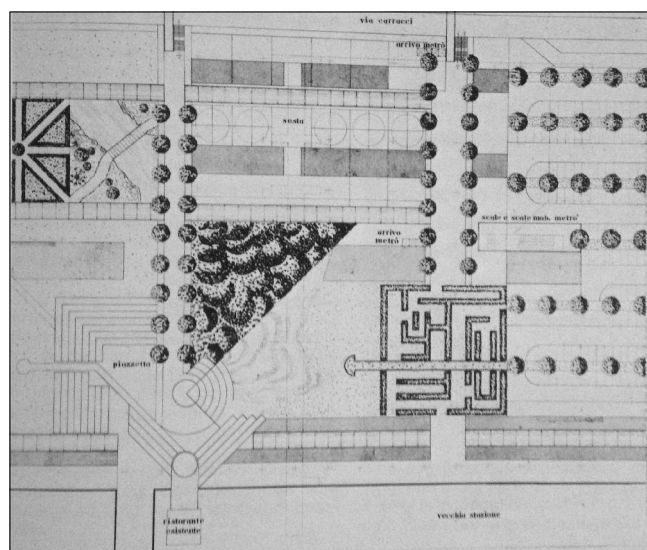 via carracci
arrivo metrò
sosta
scale e scale mob. metrò
arrivo
metrò
piazzetta
ristorante
esistente
vecchia stazione